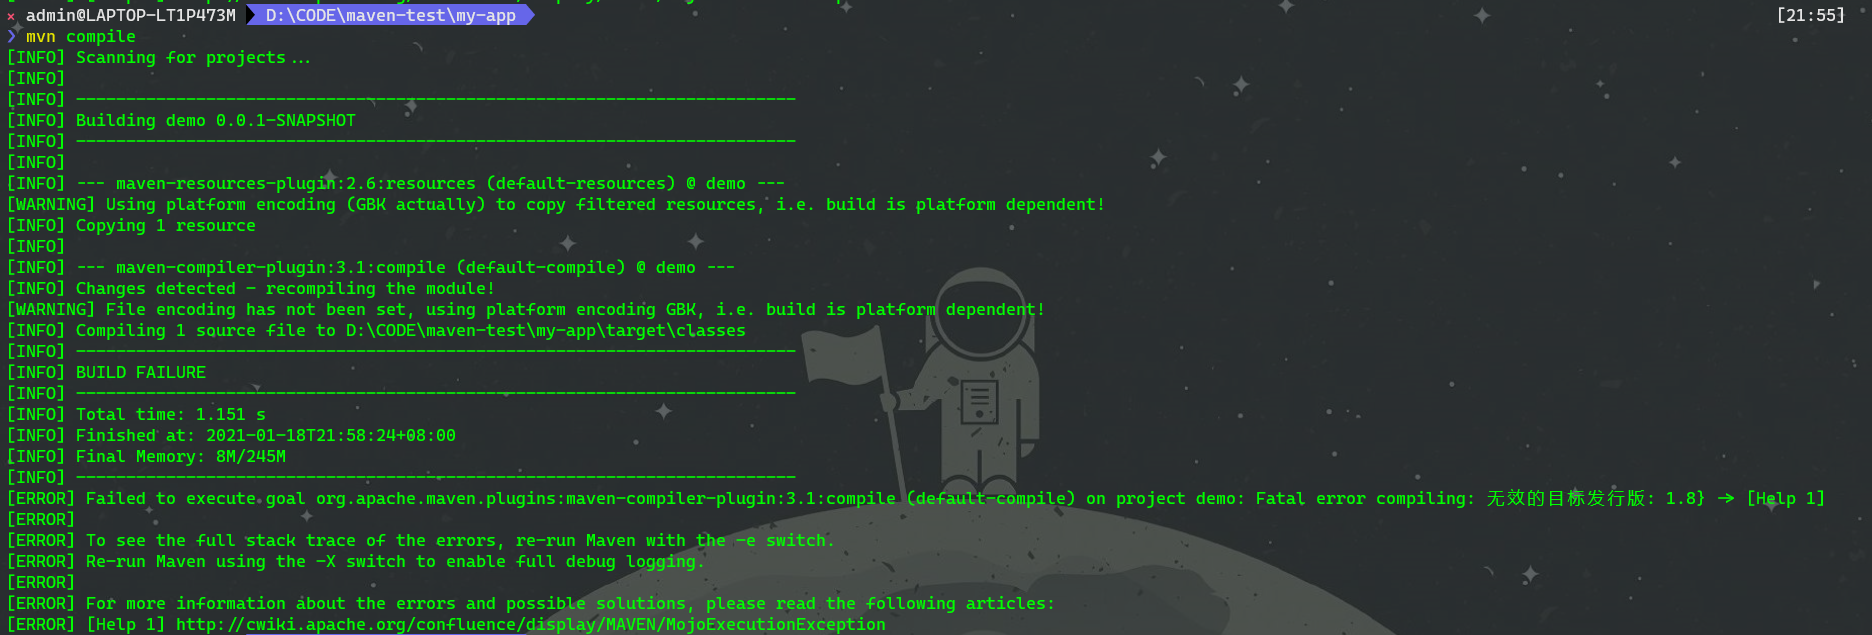 × admin@LAPTOP-LT1P473M D:\CODE\maven-test\my-app [21:55]
❯ mvn compile
[INFO] Scanning for projects...
[INFO]
[INFO] ------------------------------------------------------------------------
[INFO] Building demo 0.0.1-SNAPSHOT
[INFO] ------------------------------------------------------------------------
[INFO]
[INFO] --- maven-resources-plugin:2.6:resources (default-resources) @ demo ---
[WARNING] Using platform encoding (GBK actually) to copy filtered resources, i.e. build is platform dependent!
[INFO] Copying 1 resource
[INFO]
[INFO] --- maven-compiler-plugin:3.1:compile (default-compile) @ demo ---
[INFO] Changes detected - recompiling the module!
[WARNING] File encoding has not been set, using platform encoding GBK, i.e. build is platform dependent!
[INFO] Compiling 1 source file to D:\CODE\maven-test\my-app\target\classes
[INFO] ------------------------------------------------------------------------
[INFO] BUILD FAILURE
[INFO] ------------------------------------------------------------------------
[INFO] Total time: 1.151 s
[INFO] Finished at: 2021-01-18T21:58:24+08:00
[INFO] Final Memory: 8M/245M
[INFO] ------------------------------------------------------------------------
[ERROR] Failed to execute goal org.apache.maven.plugins:maven-compiler-plugin:3.1:compile (default-compile) on project demo: Fatal error compiling: 无效的目标发行版: 1.8} -> [Help 1]
[ERROR]
[ERROR] To see the full stack trace of the errors, re-run Maven with the -e switch.
[ERROR] Re-run Maven using the -X switch to enable full debug logging.
[ERROR]
[ERROR] For more information about the errors and possible solutions, please read the following articles:
[ERROR] [Help 1] http://cwiki.apache.org/confluence/display/MAVEN/MojoExecutionException